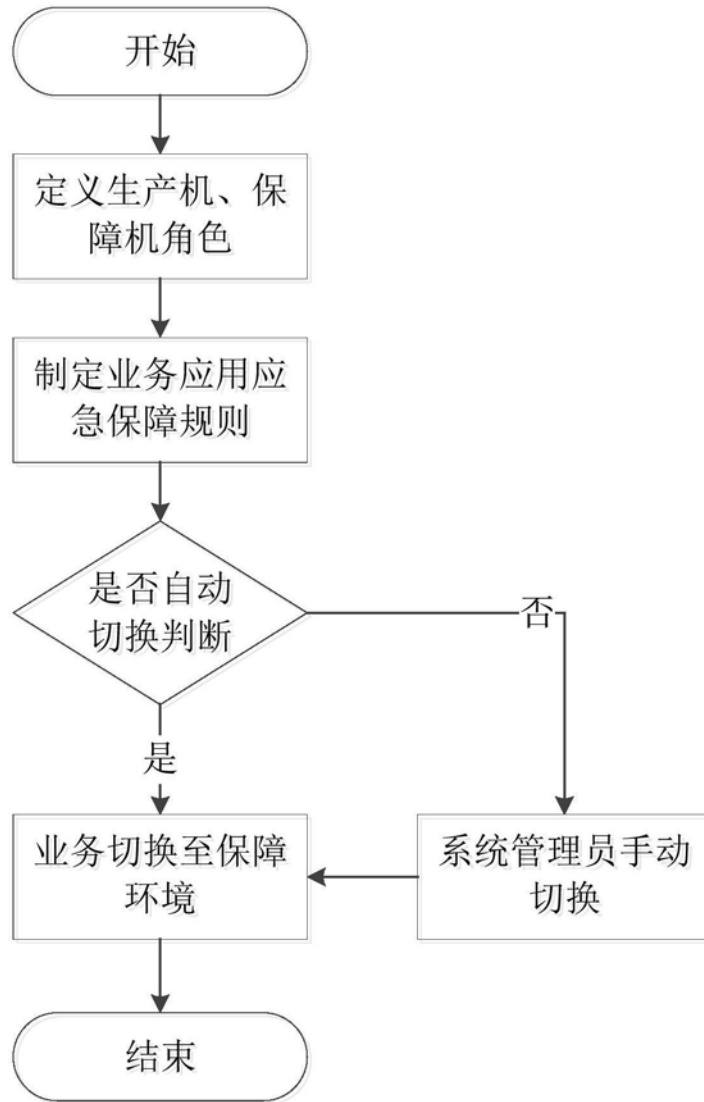 开始
定义生产机、保
障机角色
制定业务应用应
急保障规则
是否自动
切换判断
否
是
业务切换至保障
环境
系统管理员手动
切换
结束